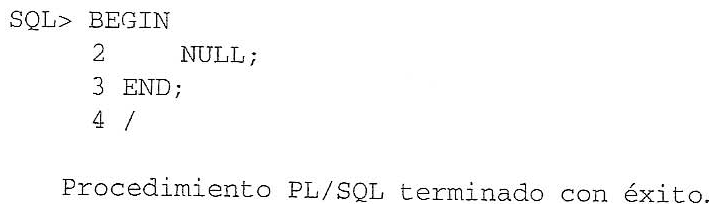 SQL> BEGIN
2 NULL;
3 END;
4 /
Procedimiento PL/SQL terminado con éxito.